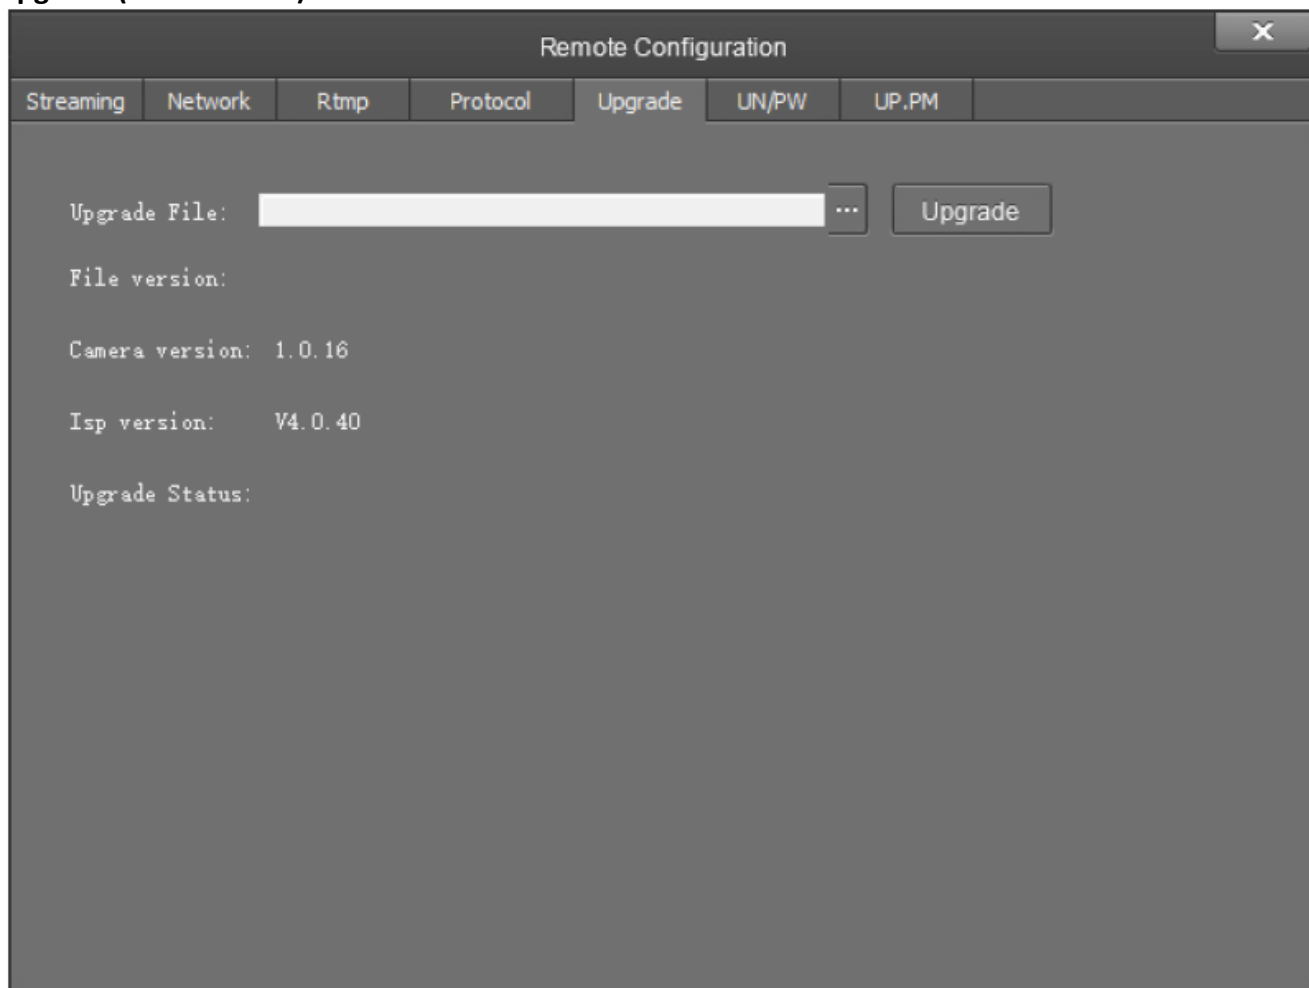 Remote Configuration
Streaming Network Rtmp Protocol Upgrade UN/PW UP.PM
Upgrade File: ... Upgrade
File version:
Camera version: 1.0.16
Isp version: V4.0.40
Upgrade Status: